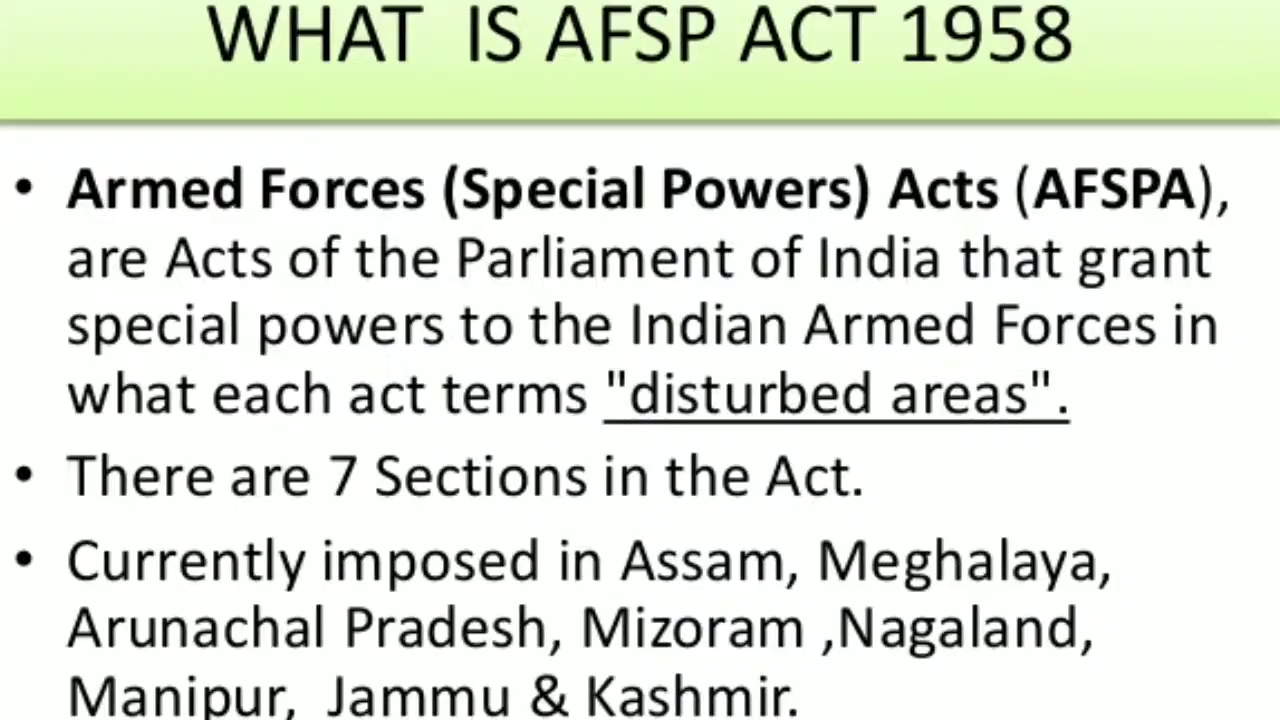 WHAT IS AFSP ACT 1958
• Armed Forces (Special Powers) Acts (AFSPA),
are Acts of the Parliament of India that grant
special powers to the Indian Armed Forces in
what each act terms "disturbed areas".
• There are 7 Sections in the Act.
• Currently imposed in Assam, Meghalaya,
Arunachal Pradesh, Mizoram ,Nagaland,
Manipur, Jammu & Kashmir.